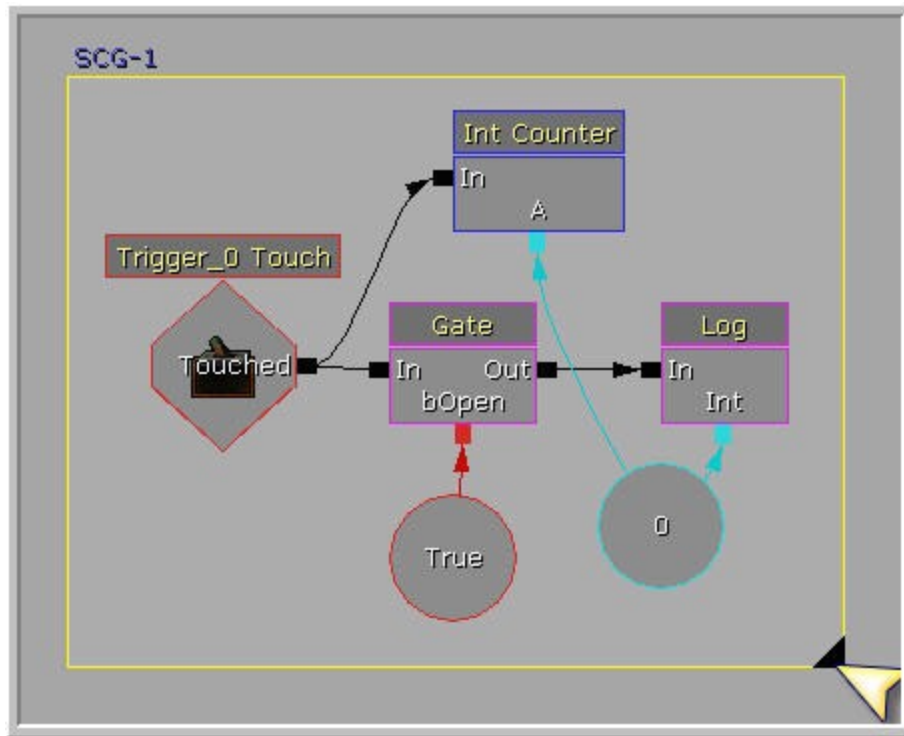 SCG-1
Int Counter
In
A
Trigger_0 Touch
Touched
Gate
In Out
bOpen
Log
In
Int
True
0